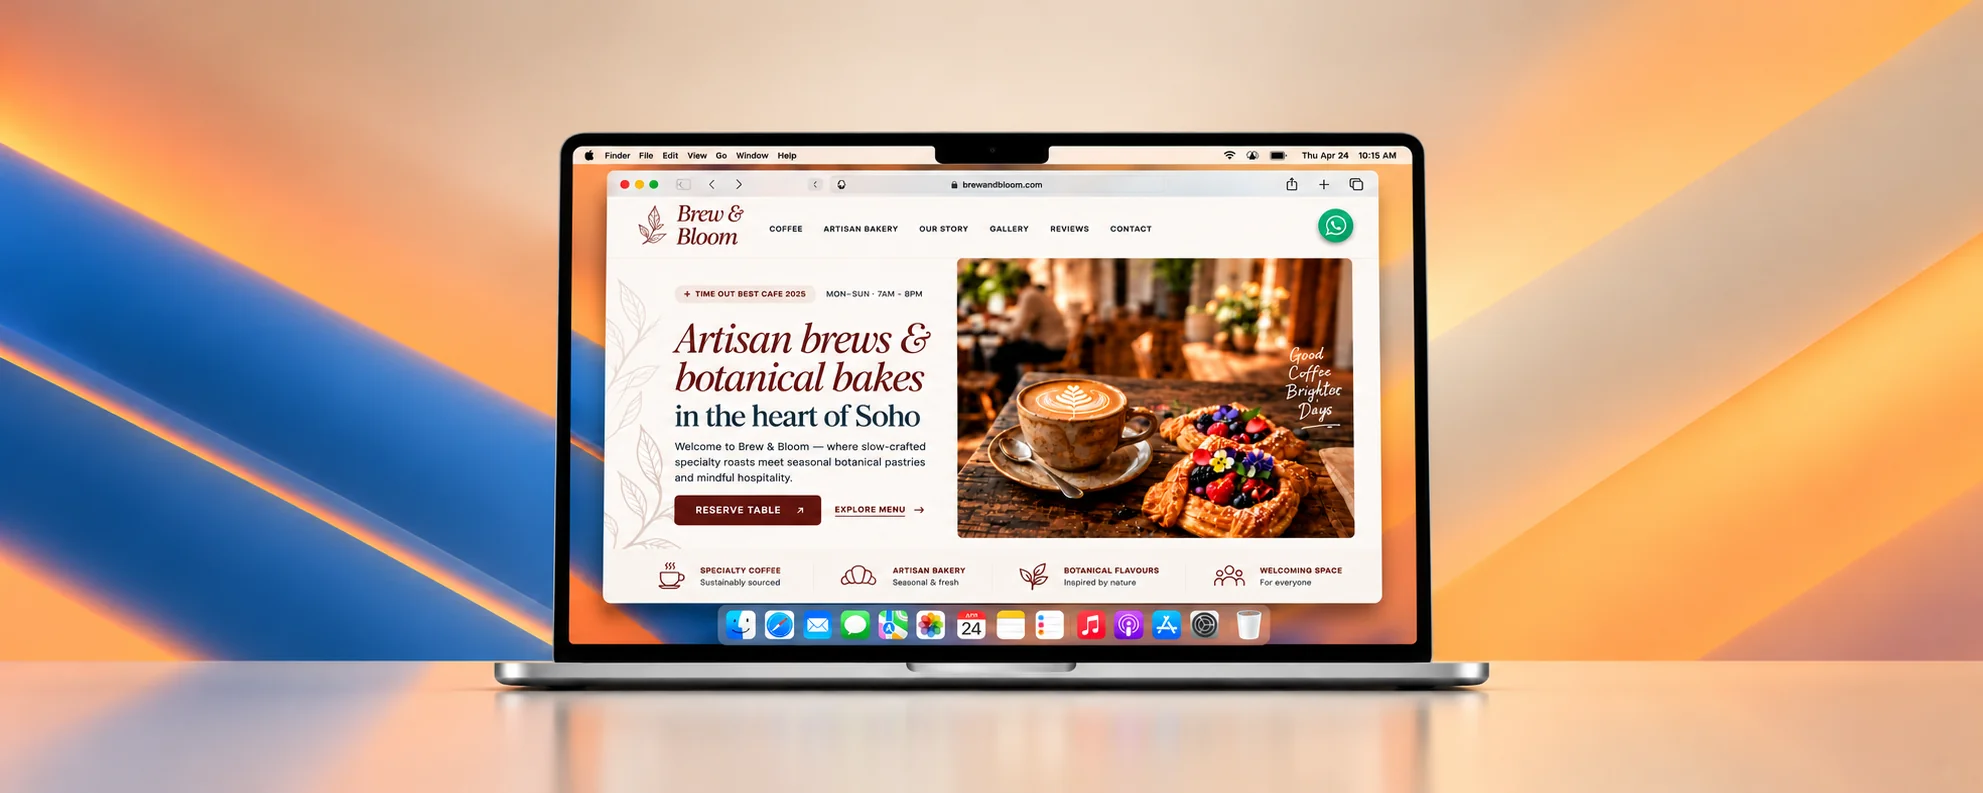 Finder File Edit View Go Window Help
Thu Apr 24 10:15 AM
brewandbloom.com
Brew &
Bloom
COFFEE ARTISAN BAKERY OUR STORY GALLERY REVIEWS CONTACT
+ TIME OUT BEST CAFE 2025 MON–SUN · 7AM – 8PM
Artisan brews &
botanical bakes
in the heart of Soho
Welcome to Brew & Bloom — where slow-crafted
specialty roasts meet seasonal botanical pastries
and mindful hospitality.
RESERVE TABLE ↗ EXPLORE MENU →
Good
Coffee
Brighter
Days
SPECIALTY COFFEE
Sustainably sourced
ARTISAN BAKERY
Seasonal & fresh
BOTANICAL FLAVOURS
Inspired by nature
WELCOMING SPACE
For everyone
APR
24